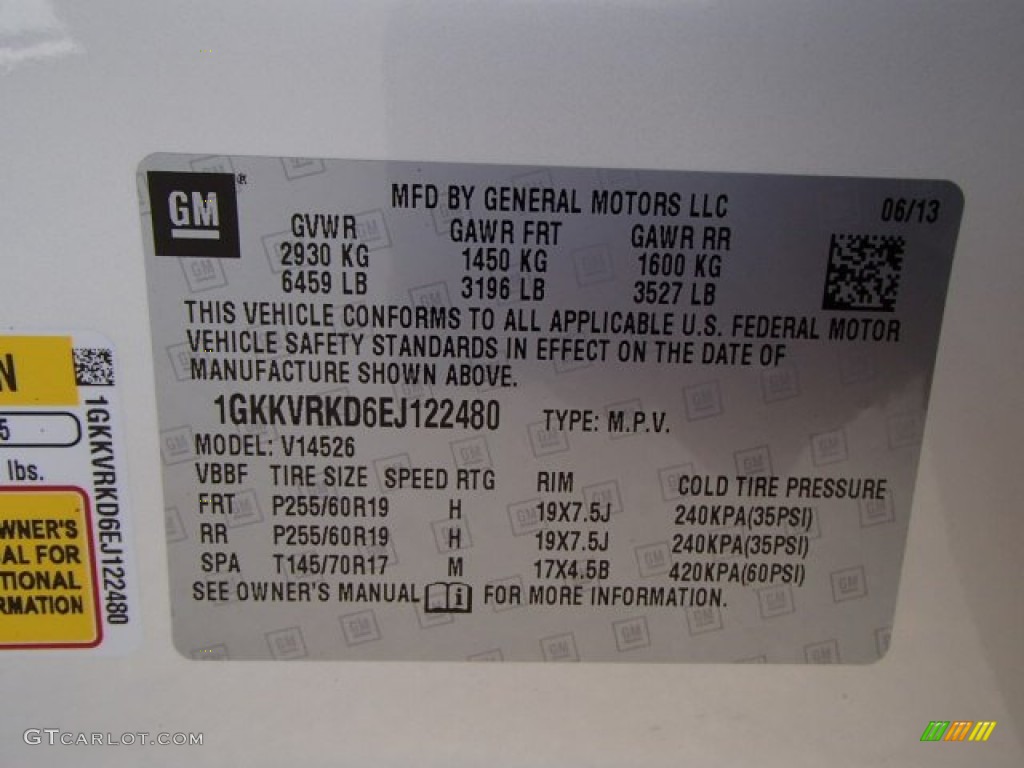 GM ®
MFD BY GENERAL MOTORS LLC 06/13
GVWR GAWR FRT GAWR RR
2930 KG 1450 KG 1600 KG
6459 LB 3196 LB 3527 LB
THIS VEHICLE CONFORMS TO ALL APPLICABLE U.S. FEDERAL MOTOR
VEHICLE SAFETY STANDARDS IN EFFECT ON THE DATE OF
MANUFACTURE SHOWN ABOVE.
1GKKVRKD6EJ122480 TYPE: M.P.V.
MODEL: V14526
VBBF TIRE SIZE SPEED RTG RIM COLD TIRE PRESSURE
FRT P255/60R19 H 19X7.5J 240KPA(35PSI)
RR P255/60R19 H 19X7.5J 240KPA(35PSI)
SPA T145/70R17 M 17X4.5B 420KPA(60PSI)
SEE OWNER'S MANUAL i FOR MORE INFORMATION.
N
5
lbs.
OWNER'S
AL FOR
TIONAL
RMATION
1GKKVRKD6EJ122480
GTCARLOT.COM